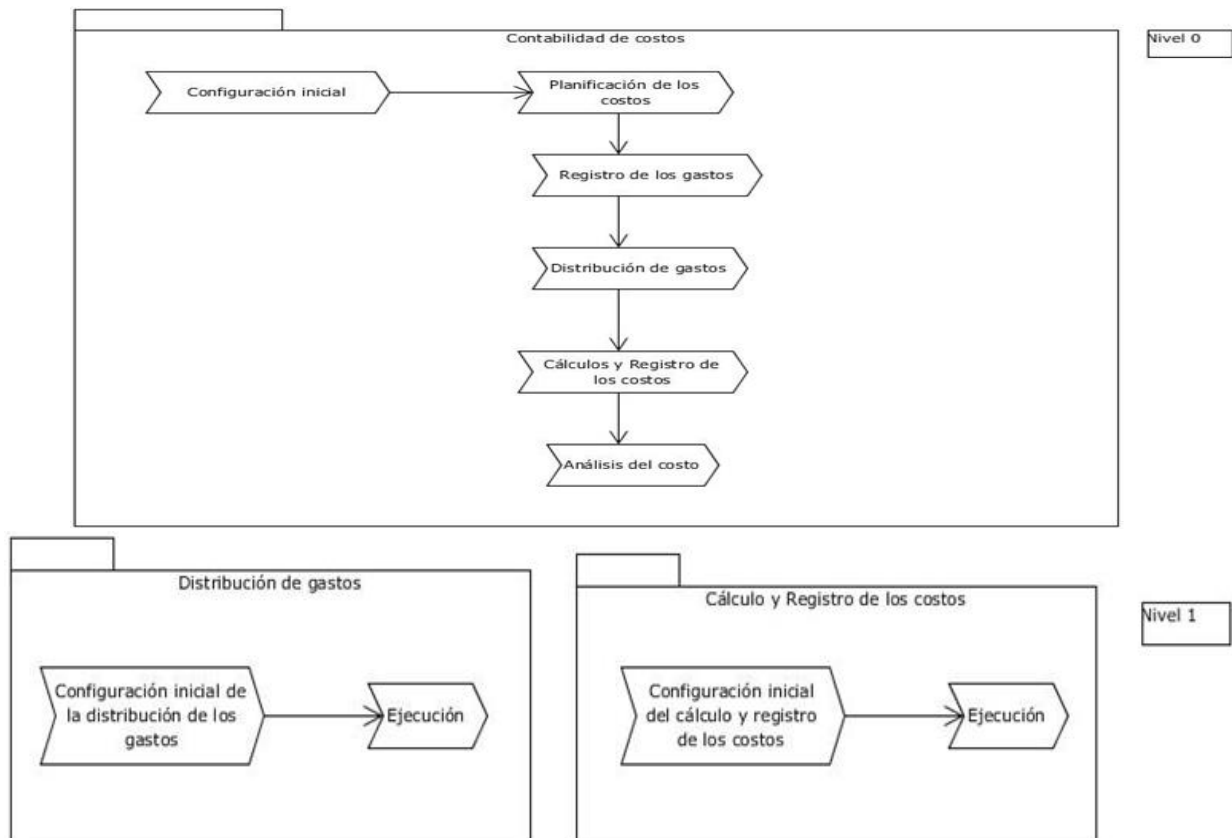 Contabilidad de costos
Nivel 0
Configuración inicial
Planificación de los
costos
Registro de los gastos
Distribución de gastos
Cálculos y Registro de
los costos
Análisis del costo
Distribución de gastos
Configuración inicial de
la distribución de los
gastos
Ejecución
Cálculo y Registro de los costos
Configuración inicial
del cálculo y registro
de los costos
Ejecución
Nivel 1